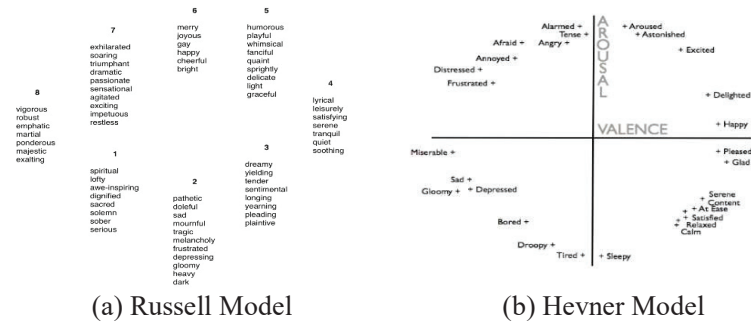 6
merry
joyous
gay
happy
cheerful
bright
5
humorous
playful
whimsical
fanciful
quaint
sprightly
delicate
light
graceful
7
exhilarated
soaring
triumphant
dramatic
passionate
sensational
agitated
exciting
impetuous
restless
4
lyrical
leisurely
satisfying
serene
tranquil
quiet
soothing
8
vigorous
robust
emphatic
martial
ponderous
majestic
exalting
1
spiritual
lofty
awe-inspiring
dignified
sacred
solemn
sober
serious
2
pathetic
doleful
sad
mournful
tragic
melancholy
frustrated
depressing
gloomy
heavy
dark
3
dreamy
yielding
tender
sentimental
longing
yearning
pleading
plaintive
(a) Russell Model
AROUSAL
VALENCE
Alarmed +
Tense +
Afraid +
Angry +
Annoyed +
Distressed +
Frustrated +
+ Aroused
+ Astonished
+ Excited
+ Delighted
+ Happy
Miserable +
Sad +
Gloomy +
+ Depressed
Bored +
Droopy +
Tired +
+ Pleased
+ Glad
Serene
+ Content
+ At Ease
+ Satisfied
+ Relaxed
Calm
+ Sleepy
(b) Hevner Model